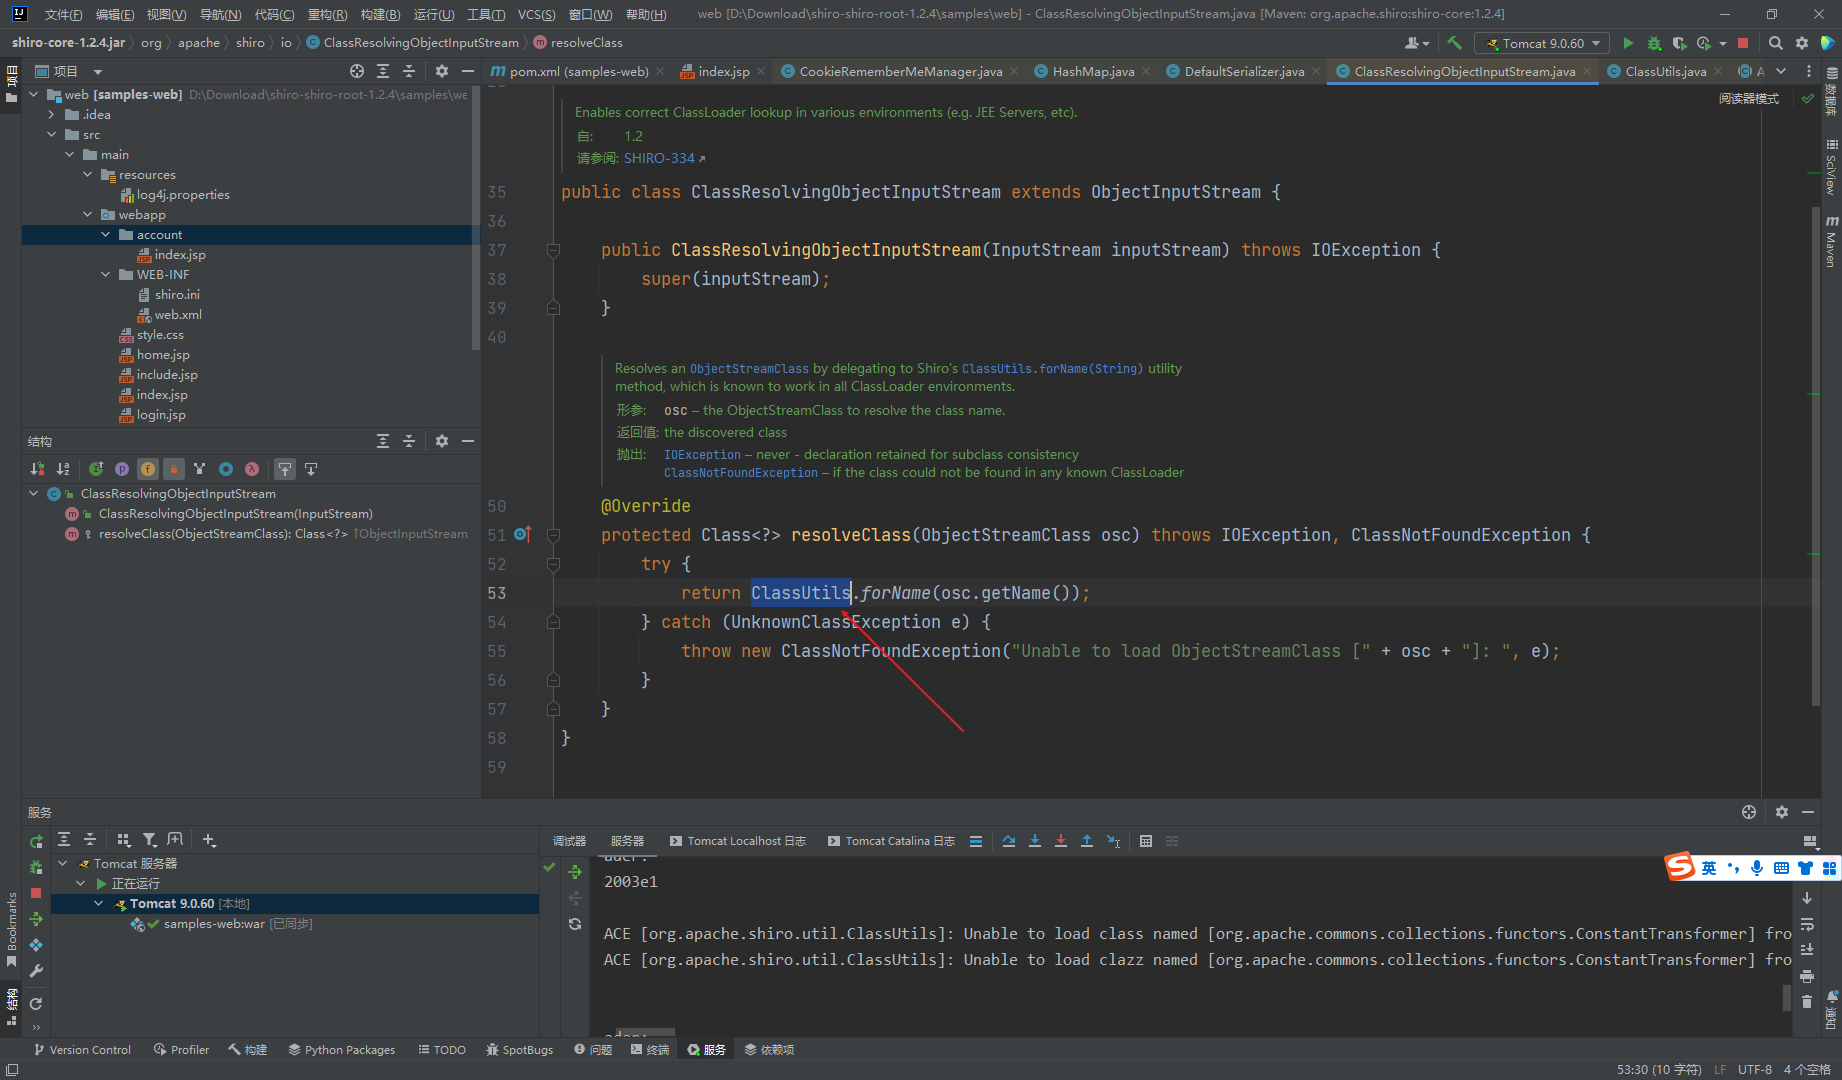 文件(F) 编辑(E) 视图(V) 导航(N) 代码(C) 重构(R) 构建(B) 运行(U) 工具(T) VCS(S) 窗口(W) 帮助(H) web [D:\Download\shiro-shiro-root-1.2.4\samples\web] - ClassResolvingObjectInputStream.java [Maven: org.apache.shiro:shiro-core:1.2.4]
shiro-core-1.2.4.jar org apache shiro io ClassResolvingObjectInputStream resolveClass
Tomcat 9.0.60
项目
pom.xml (samples-web) index.jsp CookieRememberMeManager.java HashMap.java DefaultSerializer.java ClassResolvingObjectInputStream.java ClassUtils.java A
项目
web [samples-web] D:\Download\shiro-shiro-root-1.2.4\samples\we
.idea
src
main
resources
log4j.properties
webapp
account
index.jsp
WEB-INF
shiro.ini
web.xml
style.css
home.jsp
include.jsp
index.jsp
login.jsp
结构
ClassResolvingObjectInputStream
ClassResolvingObjectInputStream(InputStream)
resolveClass(ObjectStreamClass): Class<?> ↑ObjectInputStream
阅读器模式
Enables correct ClassLoader lookup in various environments (e.g. JEE Servers, etc).
自: 1.2
请参阅: SHIRO-334
35 public class ClassResolvingObjectInputStream extends ObjectInputStream {
36
37 public ClassResolvingObjectInputStream(InputStream inputStream) throws IOException {
38 super(inputStream);
39 }
40
Resolves an ObjectStreamClass by delegating to Shiro's ClassUtils.forName(String) utility
method, which is known to work in all ClassLoader environments.
形参: osc – the ObjectStreamClass to resolve the class name.
返回值: the discovered class
抛出: IOException – never - declaration retained for subclass consistency
ClassNotFoundException – if the class could not be found in any known ClassLoader
50 @Override
51 protected Class<?> resolveClass(ObjectStreamClass osc) throws IOException, ClassNotFoundException {
52 try {
53 return ClassUtils.forName(osc.getName());
54 } catch (UnknownClassException e) {
55 throw new ClassNotFoundException("Unable to load ObjectStreamClass [" + osc + "]: ", e);
56 }
57 }
58 }
59
数据库
SciView
Maven
通知
服务
Tomcat 服务器
正在运行
Tomcat 9.0.60 [本地]
samples-web:war [已同步]
调试器 服务器 Tomcat Localhost 日志 Tomcat Catalina 日志
2003e1
ACE [org.apache.shiro.util.ClassUtils]: Unable to load class named [org.apache.commons.collections.functors.ConstantTransformer] fro
ACE [org.apache.shiro.util.ClassUtils]: Unable to load clazz named [org.apache.commons.collections.functors.ConstantTransformer] fro
英
Bookmarks
结构
Version Control Profiler 构建 Python Packages TODO SpotBugs 问题 终端 服务 依赖项
53:30 (10 字符) LF UTF-8 4 个空格